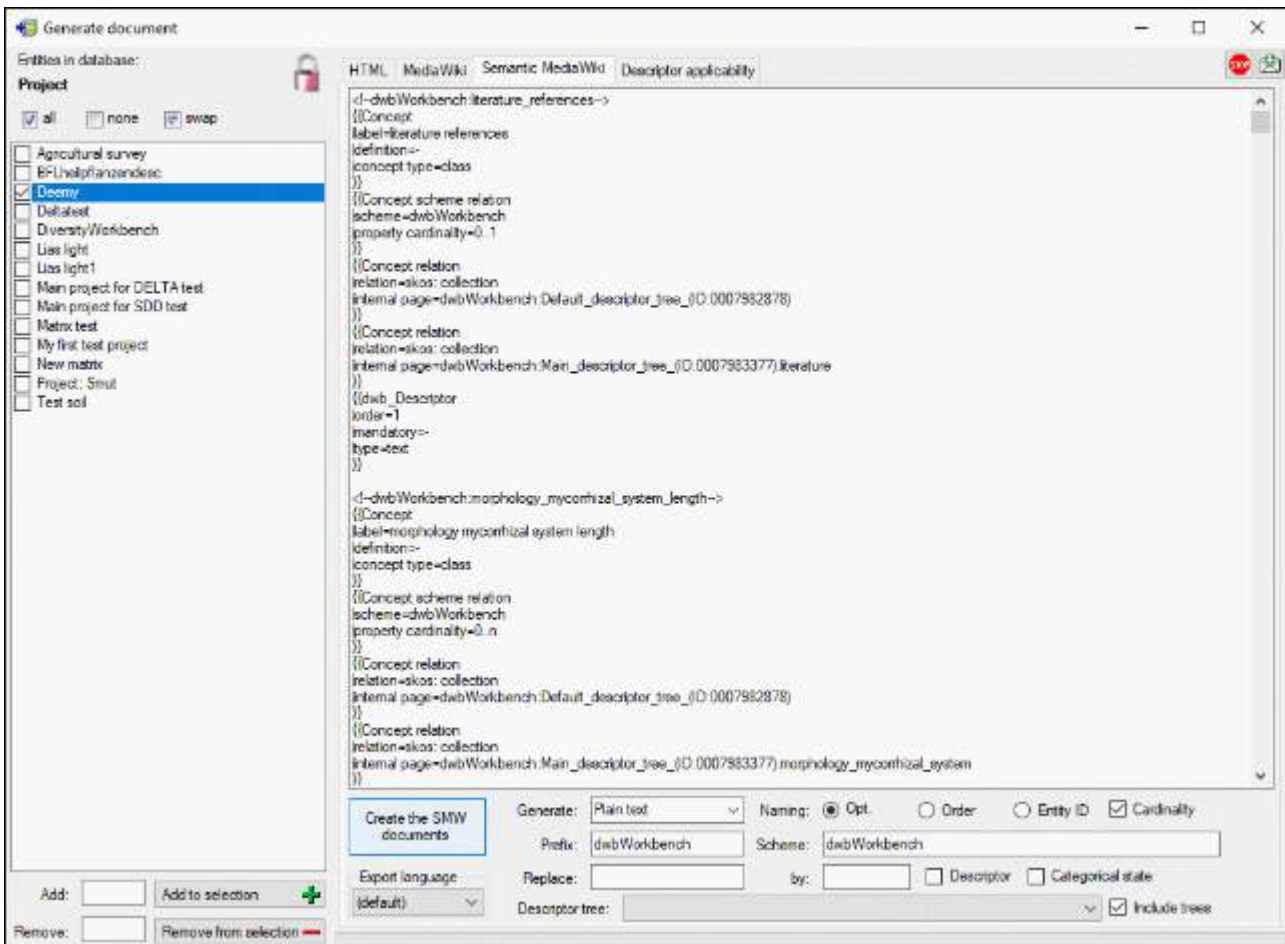 Generate document
Entities in database:
Project
all none swap
Agricultural survey
BFLheilpflanzendesc
Deemy
Deltatest
DiversityWorkbench
Lias light
Lias light1
Main project for DELTA test
Main project for SDD test
Matrix test
My first test project
New matrix
Project: Smut
Test soil
Add: Add to selection
Remove: Remove from selection
HTML MediaWiki Semantic MediaWiki Descriptor applicability
STOP
<!--dwbWorkbench:literature_references-->
{{Concept
|label=literature references
|definition=-
|concept type=class
}}
{{Concept scheme relation
|scheme=dwbWorkbench
|property cardinality=0..1
}}
{{Concept relation
|relation=skos: collection
|internal page=dwbWorkbench:Default_descriptor_tree_(ID:0007982878)
}}
{{Concept relation
|relation=skos: collection
|internal page=dwbWorkbench:Main_descriptor_tree_(ID:0007983377).literature
}}
{{dwb_Descriptor
|order=1
|mandatory=-
|type=text
}}
<!--dwbWorkbench:morphology_mycorrhizal_system_length-->
{{Concept
|label=morphology mycorrhizal system length
|definition=-
|concept type=class
}}
{{Concept scheme relation
|scheme=dwbWorkbench
|property cardinality=0..n
}}
{{Concept relation
|relation=skos: collection
|internal page=dwbWorkbench:Default_descriptor_tree_(ID:0007982878)
}}
{{Concept relation
|relation=skos: collection
|internal page=dwbWorkbench:Main_descriptor_tree_(ID:0007983377).morphology_mycorrhizal_system
}}
Create the SMW
documents
Generate: Plain text Naming: Opt. Order Entity ID Cardinality
Prefix: dwbWorkbench Scheme: dwbWorkbench
Export language
(default)
Replace: by: Descriptor Categorical state
Descriptor tree: Include trees